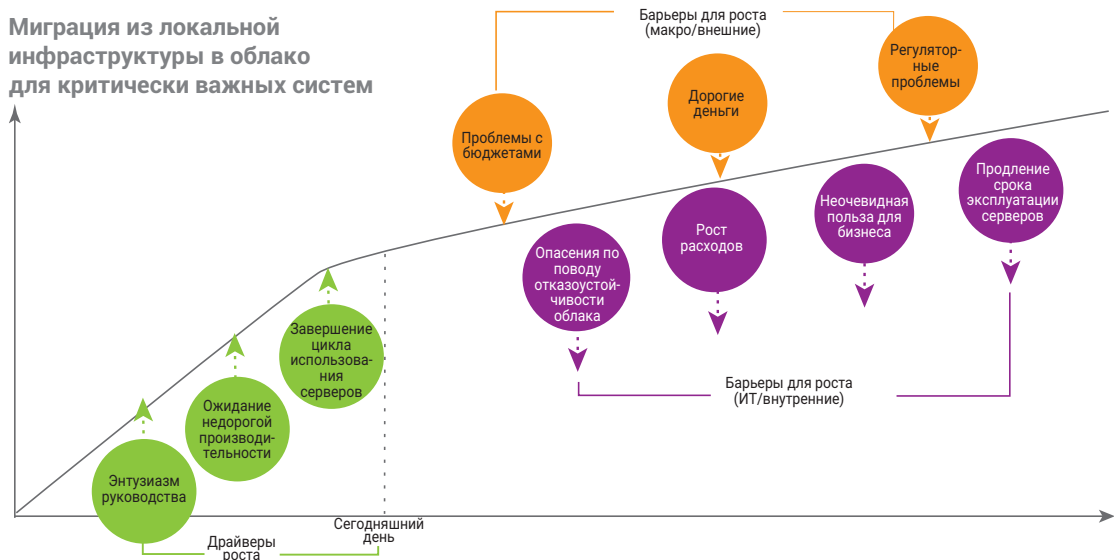 Миграция из локальной
инфраструктуры в облако
для критически важных систем
Барьеры для роста
(макро/внешние)
Проблемы с
бюджетами
Дорогие
деньги
Регулятор-
ные
проблемы
Опасения по
поводу
отказоустой-
чивости
облака
Рост
расходов
Неочевидная
польза для
бизнеса
Продление
срока
эксплуатации
серверов
Завершение
цикла
использова-
ния
серверов
Ожидание
недорогой
производи-
тельности
Энтузиазм
руководства
Барьеры для роста
(ИТ/внутренние)
Драйверы
роста
Сегодняшний
день